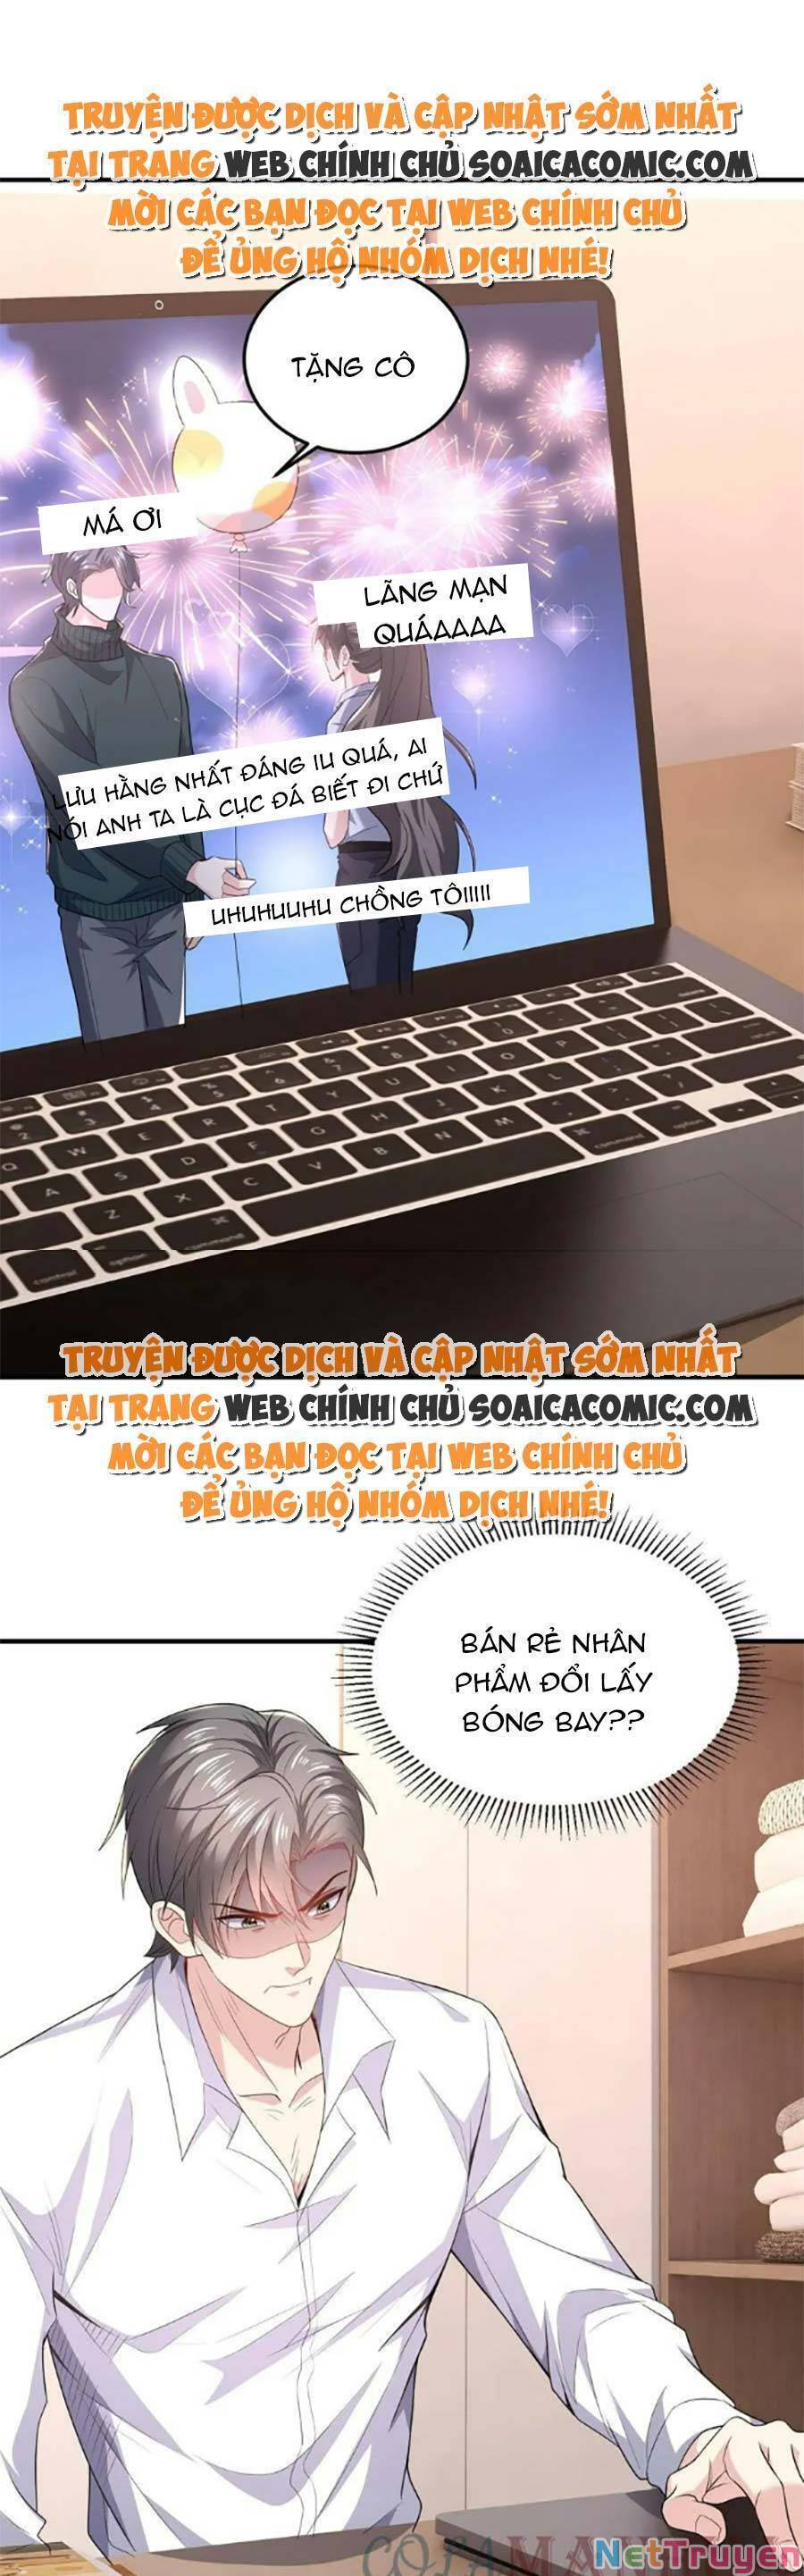 TRUYỆN ĐƯỢC DỊCH VÀ CẬP NHẬT SỚM NHẤT
TẠI TRANG WEB CHÍNH CHỦ SOAICACOMIC.COM
MỜI CÁC BẠN ĐỌC TẠI WEB CHÍNH CHỦ
ĐỂ ỦNG HỘ NHÓM DỊCH NHÉ!
TẶNG CÔ
MÁ ƠI
LÃNG MẠN
QUÁAAAA
LƯU HẰNG NHẤT ĐÁNG IU QUÁ, AI
NÓI ANH TA LÀ CỤC ĐÁ BIẾT ĐI CHỨ
UHUHUUHU CHỒNG TÔIIIII
TRUYỆN ĐƯỢC DỊCH VÀ CẬP NHẬT SỚM NHẤT
TẠI TRANG WEB CHÍNH CHỦ SOAICACOMIC.COM
MỜI CÁC BẠN ĐỌC TẠI WEB CHÍNH CHỦ
ĐỂ ỦNG HỘ NHÓM DỊCH NHÉ!
BÁN RẺ NHÂN
PHẨM ĐỔI LẤY
BÓNG BAY??
NetTruyen